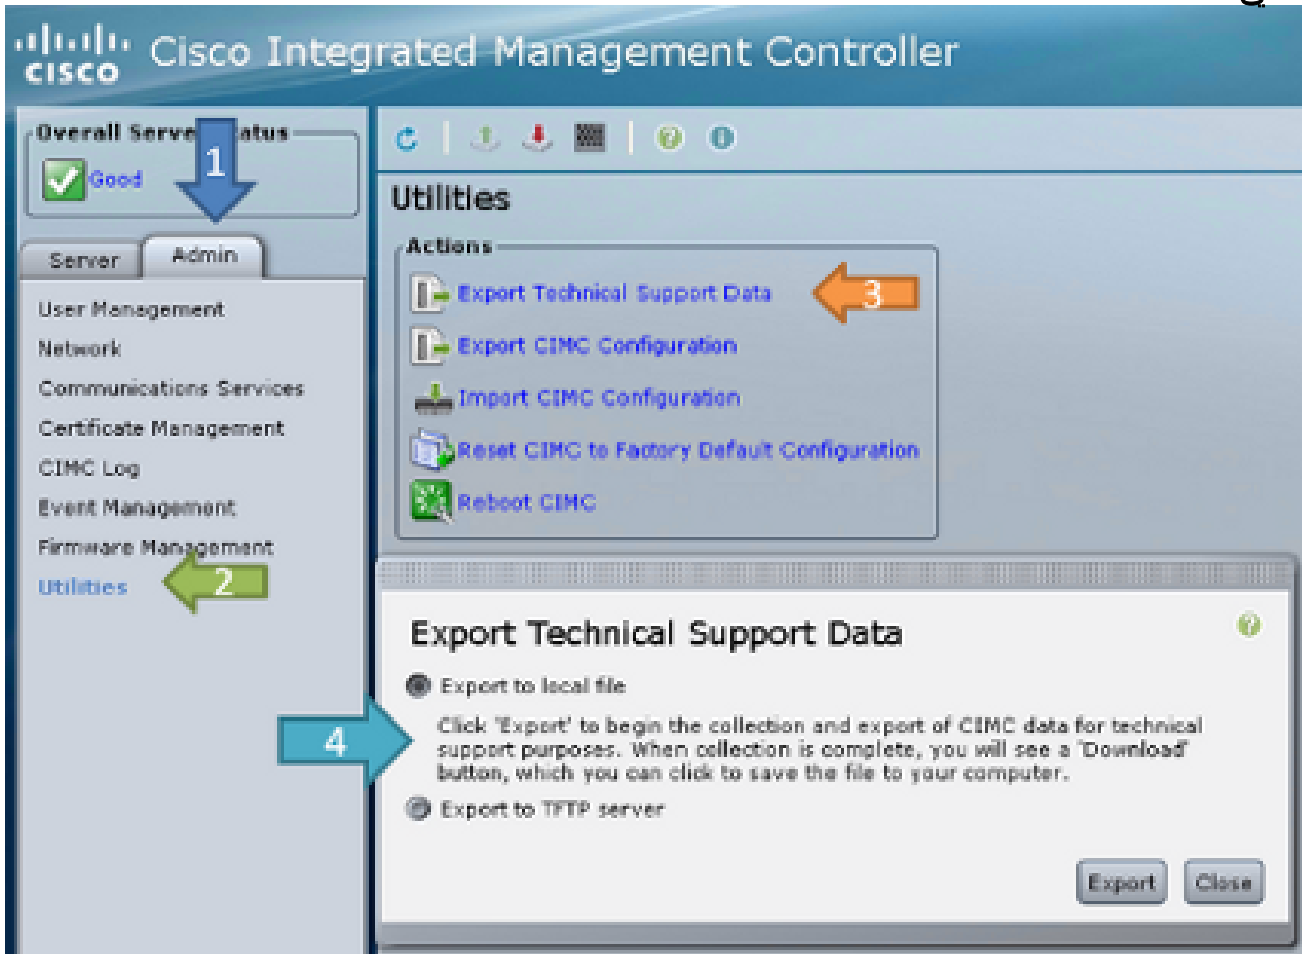 CISCO Cisco Integrated Management Controller
Overall Server Status
1
Good
Server Admin
User Management
Network
Communications Services
Certificate Management
CIMC Log
Event Management
Firmware Management
Utilities
2
Utilities
Actions
Export Technical Support Data
3
Export CIMC Configuration
Import CIMC Configuration
Reset CIMC to Factory Default Configuration
Reboot CIMC
Export Technical Support Data
Export to local file
4
Click 'Export' to begin the collection and export of CIMC data for technical
support purposes. When collection is complete, you will see a 'Download'
button, which you can click to save the file to your computer.
Export to TFTP server
Export Close